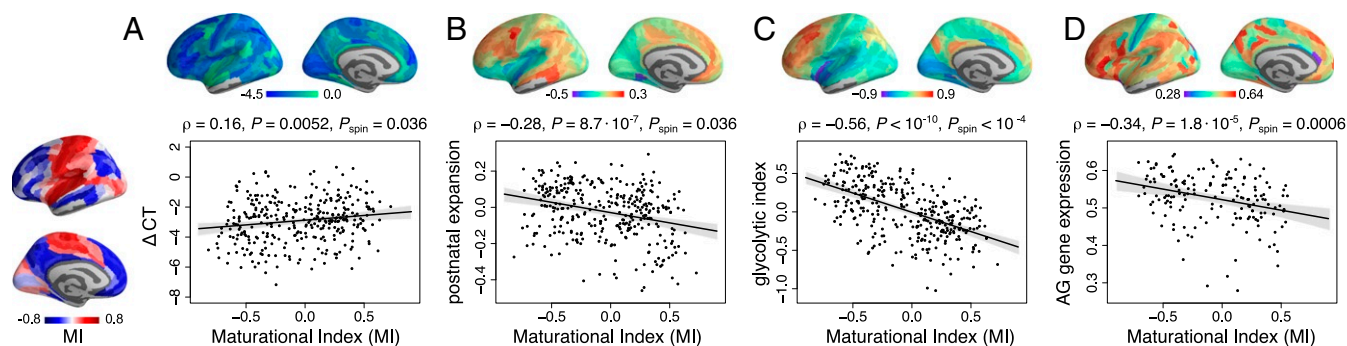 A
B
C
D
-4.5 0.0
-0.5 0.3
-0.9 0.9
0.28 0.64
ρ = 0.16, P = 0.0052, Pspin = 0.036
ρ = −0.28, P = 8.7 · 10-7, Pspin = 0.036
ρ = −0.56, P < 10-10, Pspin < 10-4
ρ = −0.34, P = 1.8 · 10-5, Pspin = 0.0006
-0.8 0.8
MI
2
0
−2
−4
−6
−8
Δ CT
−0.5 0.0 0.5
Maturational Index (MI)
0.2
0.0
−0.2
−0.4
postnatal expansion
−0.5 0.0 0.5
Maturational Index (MI)
1.0
0.5
0.0
−0.5
−1.0
glycolytic index
−0.5 0.0 0.5
Maturational Index (MI)
0.6
0.5
0.4
0.3
AG gene expression
−0.5 0.0 0.5
Maturational Index (MI)